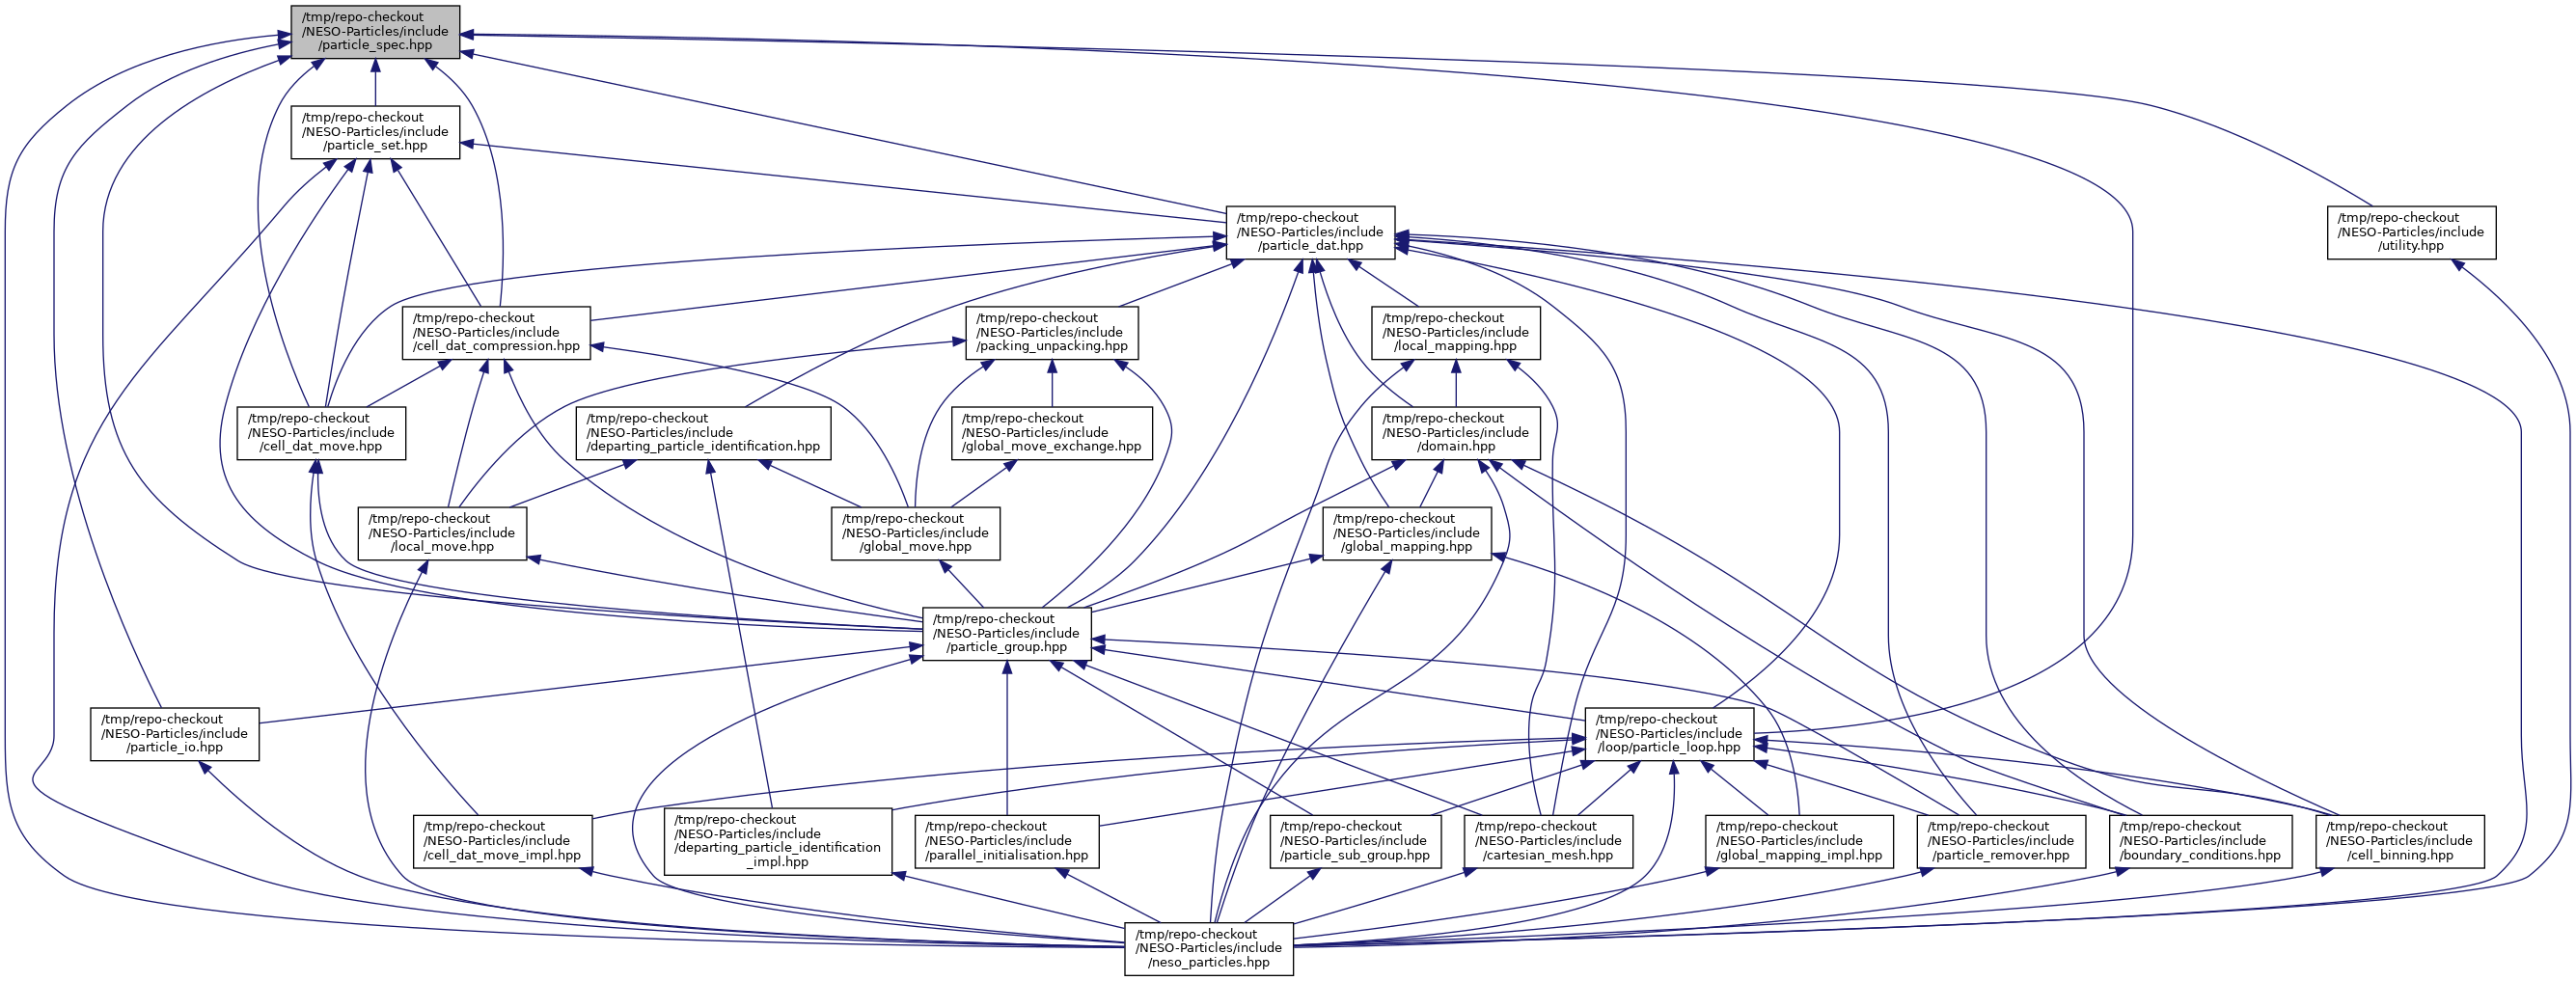 /tmp/repo-checkout
/NESO-Particles/include
/particle_spec.hpp
/tmp/repo-checkout
/NESO-Particles/include
/particle_set.hpp
/tmp/repo-checkout
/NESO-Particles/include
/particle_dat.hpp
/tmp/repo-checkout
/NESO-Particles/include
/utility.hpp
/tmp/repo-checkout
/NESO-Particles/include
/cell_dat_compression.hpp
/tmp/repo-checkout
/NESO-Particles/include
/packing_unpacking.hpp
/tmp/repo-checkout
/NESO-Particles/include
/local_mapping.hpp
/tmp/repo-checkout
/NESO-Particles/include
/cell_dat_move.hpp
/tmp/repo-checkout
/NESO-Particles/include
/departing_particle_identification.hpp
/tmp/repo-checkout
/NESO-Particles/include
/global_move_exchange.hpp
/tmp/repo-checkout
/NESO-Particles/include
/domain.hpp
/tmp/repo-checkout
/NESO-Particles/include
/local_move.hpp
/tmp/repo-checkout
/NESO-Particles/include
/global_move.hpp
/tmp/repo-checkout
/NESO-Particles/include
/global_mapping.hpp
/tmp/repo-checkout
/NESO-Particles/include
/particle_group.hpp
/tmp/repo-checkout
/NESO-Particles/include
/particle_io.hpp
/tmp/repo-checkout
/NESO-Particles/include
/loop/particle_loop.hpp
/tmp/repo-checkout
/NESO-Particles/include
/cell_dat_move_impl.hpp
/tmp/repo-checkout
/NESO-Particles/include
/departing_particle_identification
_impl.hpp
/tmp/repo-checkout
/NESO-Particles/include
/parallel_initialisation.hpp
/tmp/repo-checkout
/NESO-Particles/include
/particle_sub_group.hpp
/tmp/repo-checkout
/NESO-Particles/include
/cartesian_mesh.hpp
/tmp/repo-checkout
/NESO-Particles/include
/global_mapping_impl.hpp
/tmp/repo-checkout
/NESO-Particles/include
/particle_remover.hpp
/tmp/repo-checkout
/NESO-Particles/include
/boundary_conditions.hpp
/tmp/repo-checkout
/NESO-Particles/include
/cell_binning.hpp
/tmp/repo-checkout
/NESO-Particles/include
/neso_particles.hpp